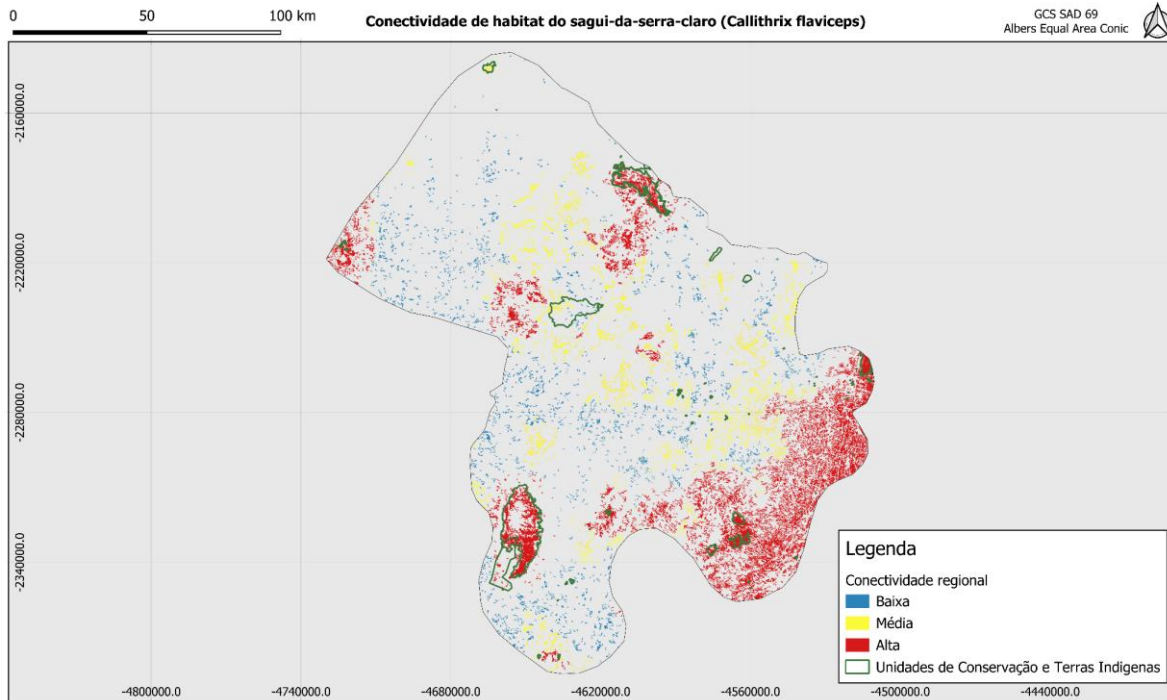 0 50 100 km
Conectividade de habitat do sagui-da-serra-claro (Callithrix flaviceps)
GCS SAD 69
Albers Equal Area Conic
-2160000.0
-2220000.0
-2280000.0
-2340000.0
Legenda
Conectividade regional
Baixa
Média
Alta
Unidades de Conservação e Terras Indigenas
-4800000.0 -4740000.0 -4680000.0 -4620000.0 -4560000.0 -4500000.0 -4440000.0